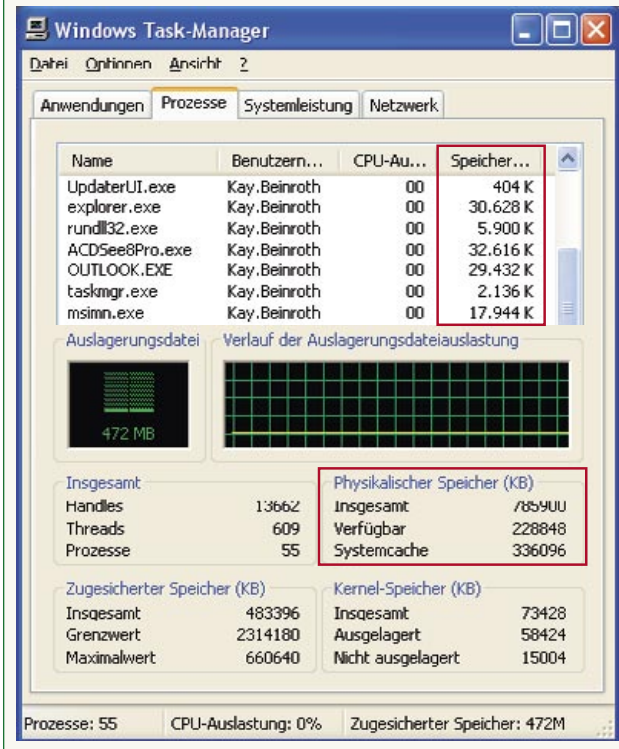 Windows Task-Manager
Datei Optionen Ansicht ?
Anwendungen Prozesse Systemleistung Netzwerk
Name Benutzern... CPU-Au... Speicher...
UpdaterUI.exe Kay.Beinroth 00 404 K
explorer.exe Kay.Beinroth 00 30.628 K
rundll32.exe Kay.Beinroth 00 5.900 K
ACDSee8Pro.exe Kay.Beinroth 00 32.616 K
OUTLOOK.EXE Kay.Beinroth 00 29.432 K
taskmgr.exe Kay.Beinroth 00 2.136 K
msimn.exe Kay.Beinroth 00 17.944 K
Auslagerungsdatei Verlauf der Auslagerungsdateiauslastung
472 MB
Insgesamt
Handles 13662
Threads 609
Prozesse 55
Physikalischer Speicher (KB)
Insgesamt 785900
Verfügbar 228848
Systemcache 336096
Zugesicherter Speicher (KB)
Insgesamt 483396
Grenzwert 2314180
Maximalwert 660640
Kernel-Speicher (KB)
Insgesamt 73428
Ausgelagert 58424
Nicht ausgelagert 15004
Prozesse: 55 CPU-Auslastung: 0% Zugesicherter Speicher: 472M